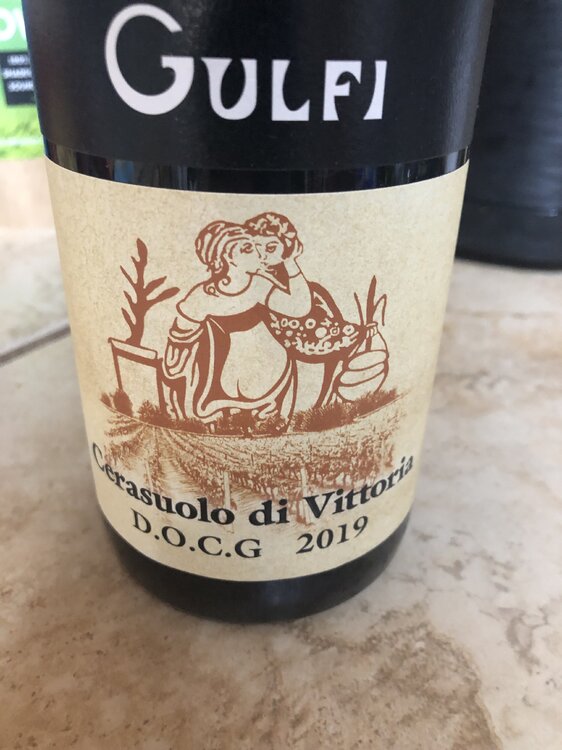 GULFI
Cerasuolo di Vittoria
D.O.C.G 2019